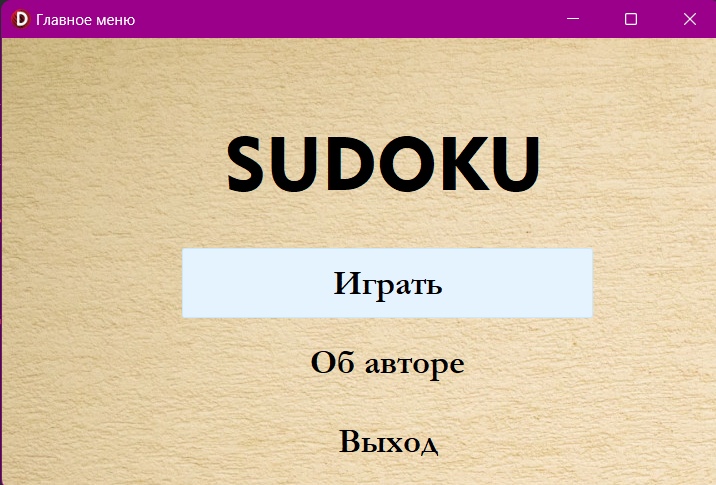 D Главное меню
SUDOKU
Играть
Об авторе
Выход